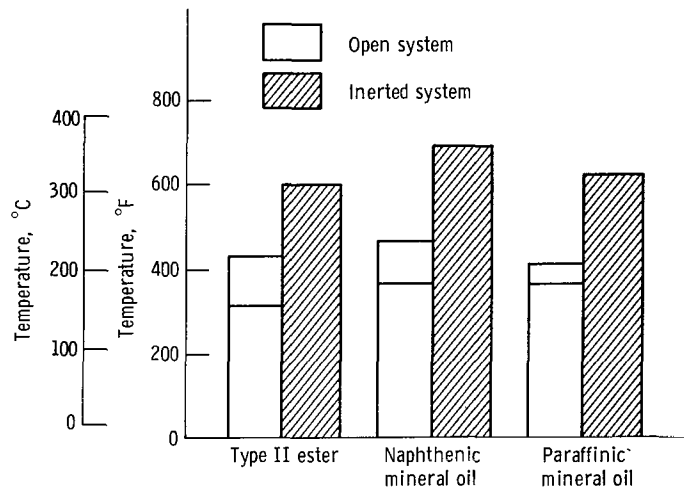 Open system
Inerted system
Temperature, °C
400
300
200
100
0
Temperature, °F
800
600
400
200
0
Type II ester
Naphthenic
mineral oil
Paraffinic
mineral oil